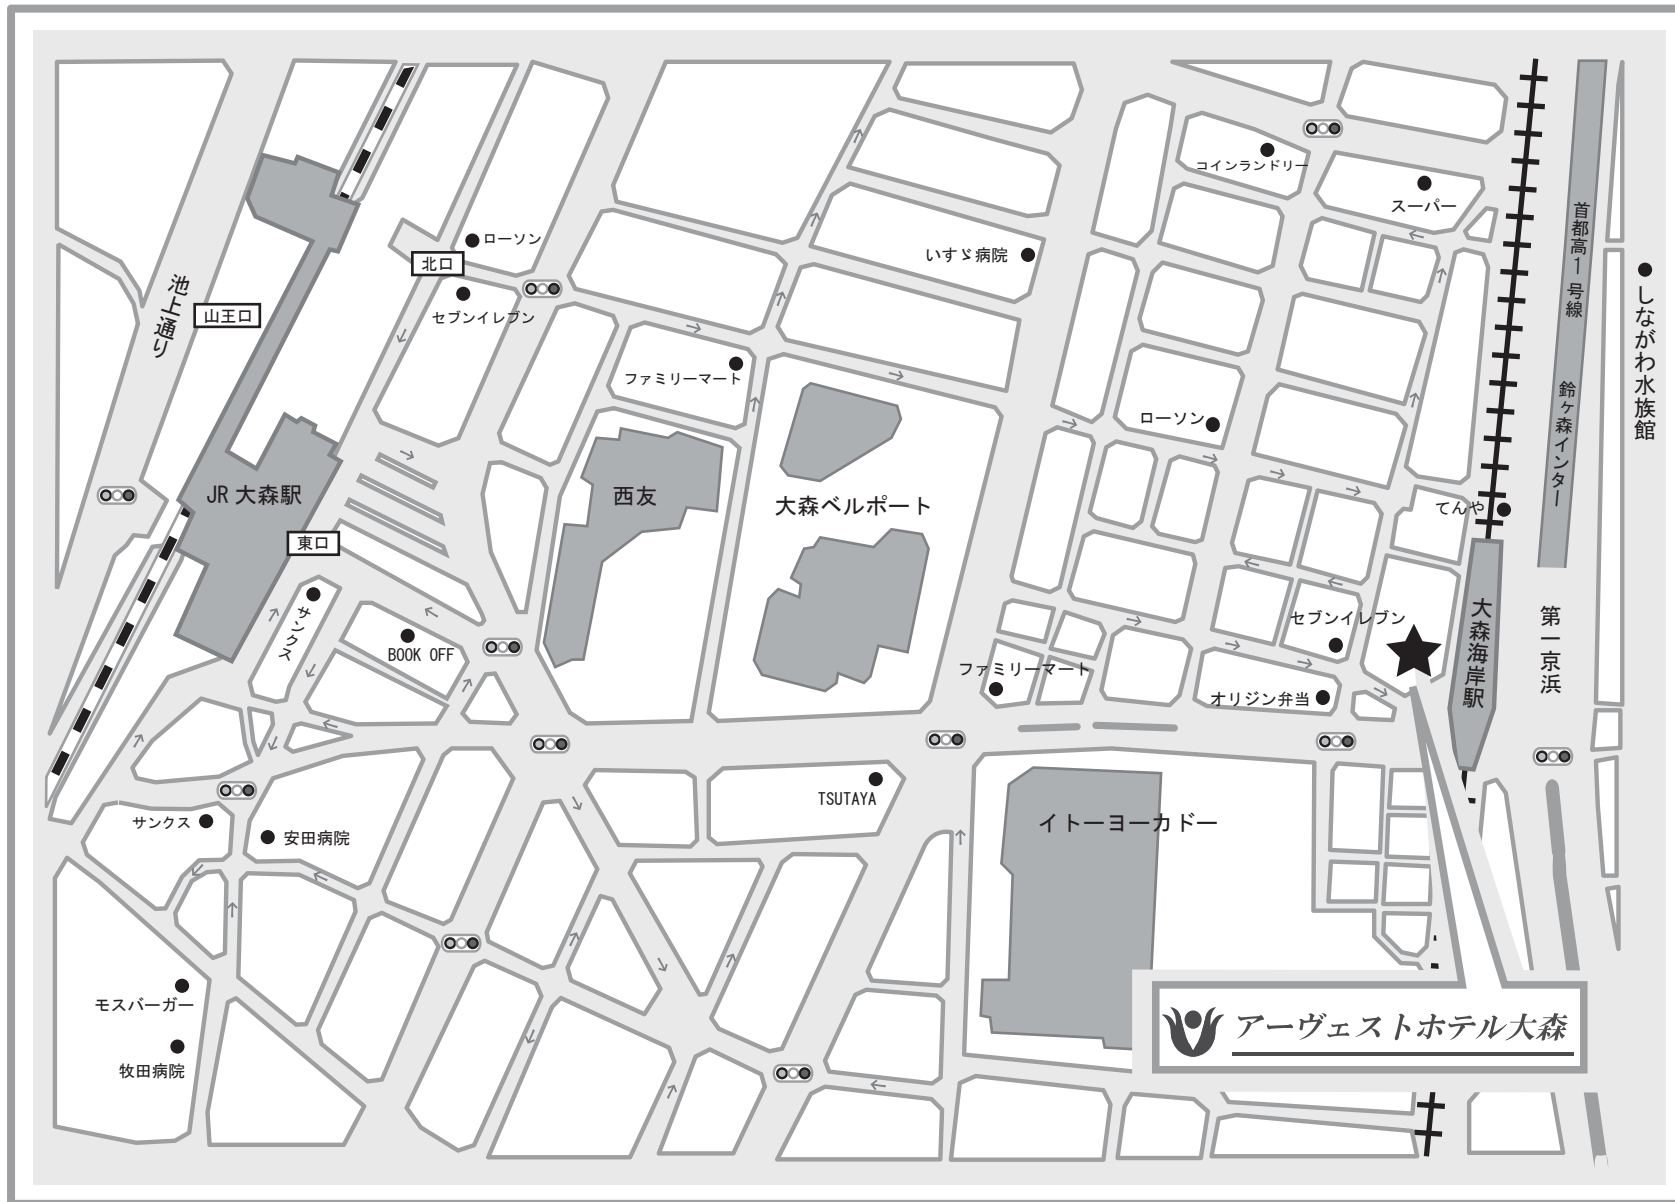 コインランドリー
スーパー
首都高1号線
鈴ヶ森インター
しながわ水族館
ローソン
北口
いすゞ病院
池上通り
山王口
セブンイレブン
ファミリーマート
ローソン
JR 大森駅
西友
大森ベルポート
てんや
東口
サンクス
BOOK OFF
セブンイレブン
大森海岸駅
第一京浜
ファミリーマート
オリジン弁当
TSUTAYA
サンクス
安田病院
イトーヨーカドー
モスバーガー
牧田病院
アーヴェストホテル大森